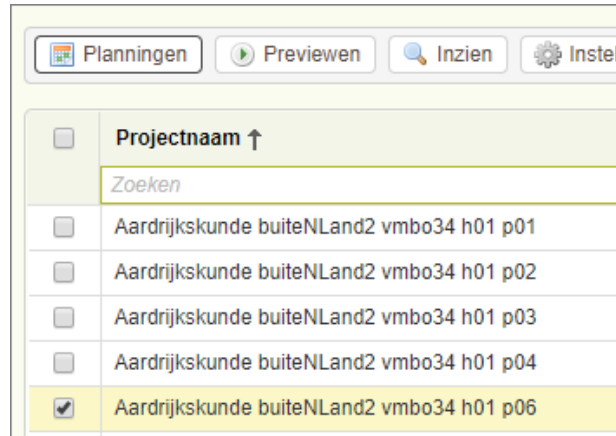 Planningen Previewen Inzien
Projectnaam ↑
Zoeken
Aardrijkskunde buiteNLand2 vmbo34 h01 p01
Aardrijkskunde buiteNLand2 vmbo34 h01 p02
Aardrijkskunde buiteNLand2 vmbo34 h01 p03
Aardrijkskunde buiteNLand2 vmbo34 h01 p04
Aardrijkskunde buiteNLand2 vmbo34 h01 p06